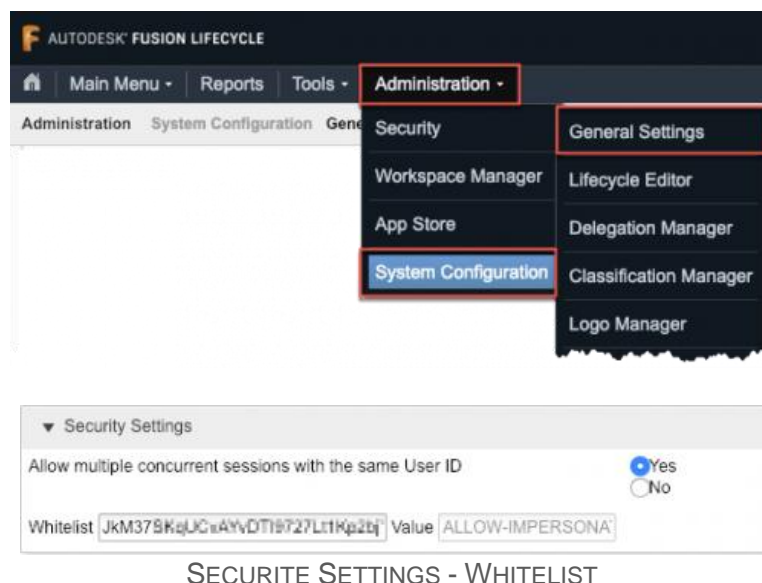 AUTODESK® FUSION LIFECYCLE
Main Menu Reports Tools Administration
Administration System Configuration Gene
Security
General Settings
Workspace Manager
Lifecycle Editor
App Store
Delegation Manager
System Configuration
Classification Manager
Logo Manager
Security Settings
Allow multiple concurrent sessions with the same User ID
Yes
No
Whitelist Value ALLOW-IMPERSONAT
SECURITE SETTINGS - WHITELIST